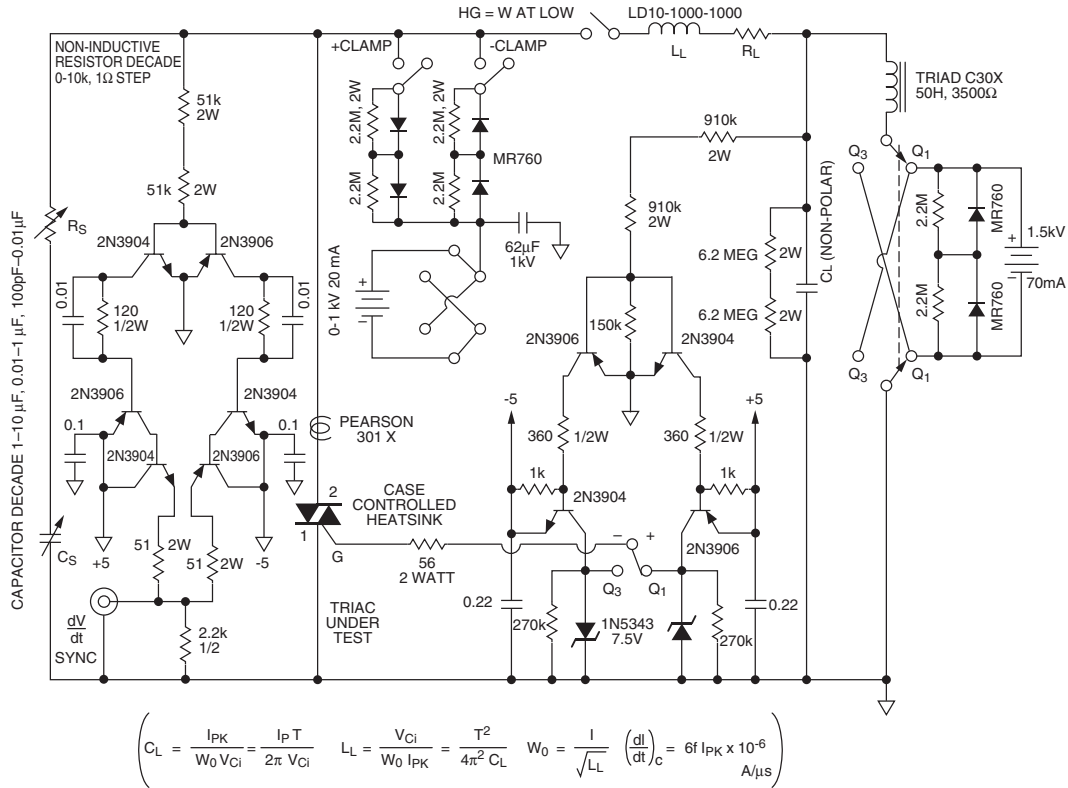 HG = W AT LOW
LD10-1000-1000
L_L
R_L
NON-INDUCTIVE
RESISTOR DECADE
0-10k, 1Ω STEP
+CLAMP
-CLAMP
TRIAD C30X
50H, 3500Ω
51k
2W
2.2M, 2W
2.2M, 2W
910k
2W
MR760
51k
2W
2.2M
2.2M
910k
2W
Q3
Q1
2.2M
MR760
R_S
2N3904
2N3906
62μF
1kV
C_L (NON-POLAR)
6.2 MEG
2W
1.5kV
+
−
70mA
0.01
120
1/2W
120
1/2W
0.01
0-1 kV 20 mA
+
−
150k
6.2 MEG
2W
2.2M
MR760
2N3906
2N3904
Q3
Q1
CAPACITOR DECADE 1–10 μF, 0.01–1 μF, 100pF–0.01μF
2N3906
2N3904
-5
+5
0.1
0.1
PEARSON
301 X
360
1/2W
360
1/2W
2N3904
2N3906
1k
1k
2
CASE
CONTROLLED
HEATSINK
2N3904
C_S
+5
51
2W
51
2W
-5
1
G
56
2 WATT
−
+
2N3906
Q3
Q1
0.22
0.22
dV
dt
SYNC
2.2k
1/2
TRIAC
UNDER
TEST
270k
1N5343
7.5V
270k
( C_L = I_PK / W_0 V_Ci = I_P T / 2π V_Ci L_L = V_Ci / W_0 I_PK = T² / 4π² C_L W_0 = I / √L_L (dI/dt)_c = 6f I_PK x 10⁻⁶ A/μs )